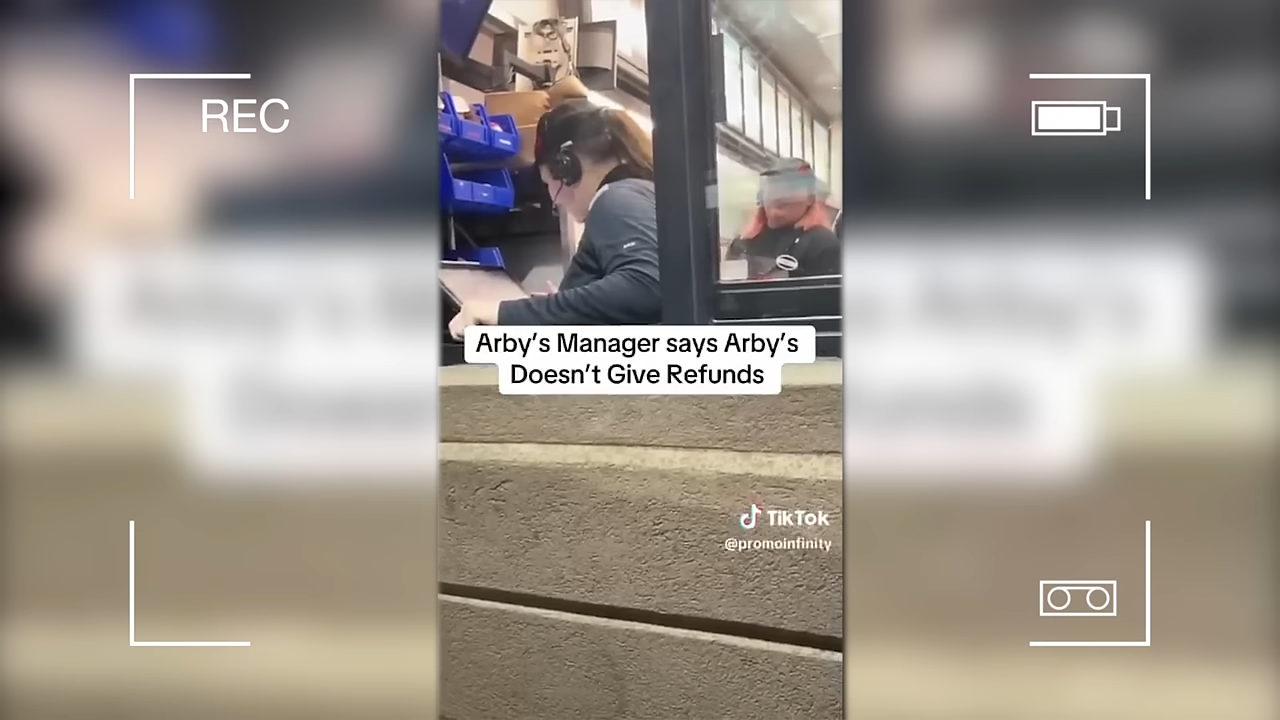 REC
Arby's Manager says Arby's
Doesn't Give Refunds
TikTok
@promoinfinity